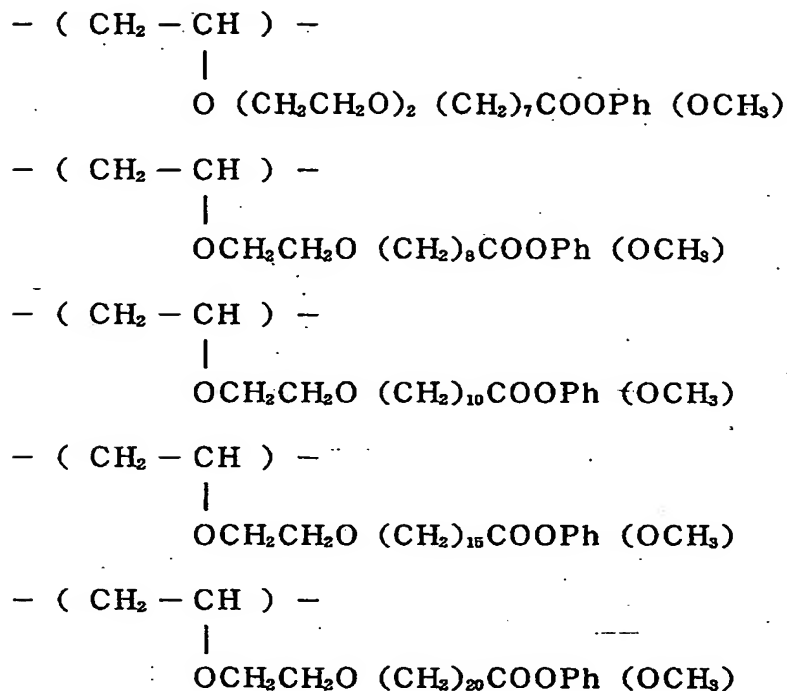 − ( CH₂ − CH ) −
|
O (CH₂CH₂O)₂ (CH₂)₇COOPh (OCH₃)
− ( CH₂ − CH ) −
|
OCH₂CH₂O (CH₂)₈COOPh (OCH₃)
− ( CH₂ − CH ) −
|
OCH₂CH₂O (CH₂)₁₀COOPh (OCH₃)
− ( CH₂ − CH ) −
|
OCH₂CH₂O (CH₂)₁₅COOPh (OCH₃)
− ( CH₂ − CH ) −
|
OCH₂CH₂O (CH₂)₂₀COOPh (OCH₃)